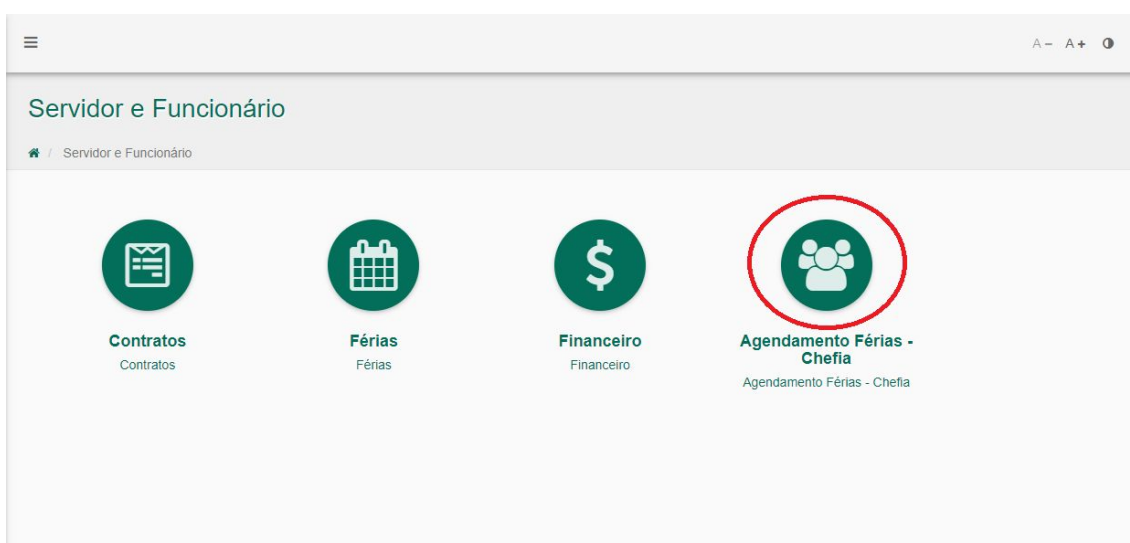 A- A+
Servidor e Funcionário
/ Servidor e Funcionário
Contratos
Contratos
Férias
Férias
Financeiro
Financeiro
Agendamento Férias -
Chefia
Agendamento Férias - Chefia